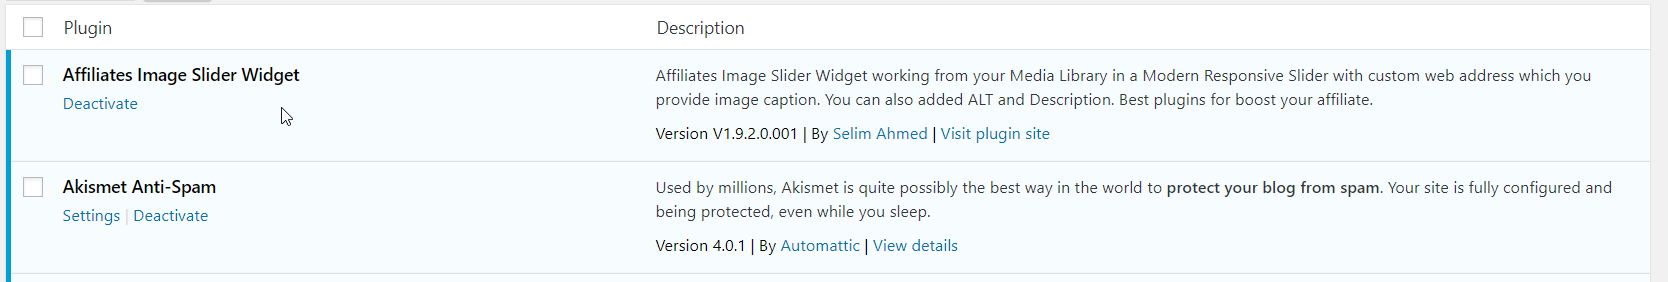 Plugin Description
Affiliates Image Slider Widget
Deactivate
Affiliates Image Slider Widget working from your Media Library in a Modern Responsive Slider with custom web address which you
provide image caption. You can also added ALT and Description. Best plugins for boost your affiliate.
Version V1.9.2.0.001 | By Selim Ahmed | Visit plugin site
Akismet Anti-Spam
Settings | Deactivate
Used by millions, Akismet is quite possibly the best way in the world to protect your blog from spam. Your site is fully configured and
being protected, even while you sleep.
Version 4.0.1 | By Automattic | View details